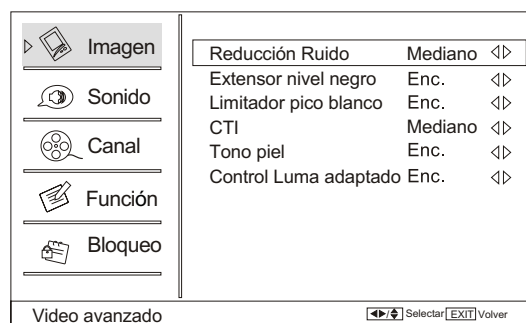 Imagen
Sonido
Canal
Función
Bloqueo
Reducción Ruido Mediano
Extensor nivel negro Enc.
Limitador pico blanco Enc.
CTI Mediano
Tono piel Enc.
Control Luma adaptado Enc.
Video avanzado
Selectar EXIT Volver